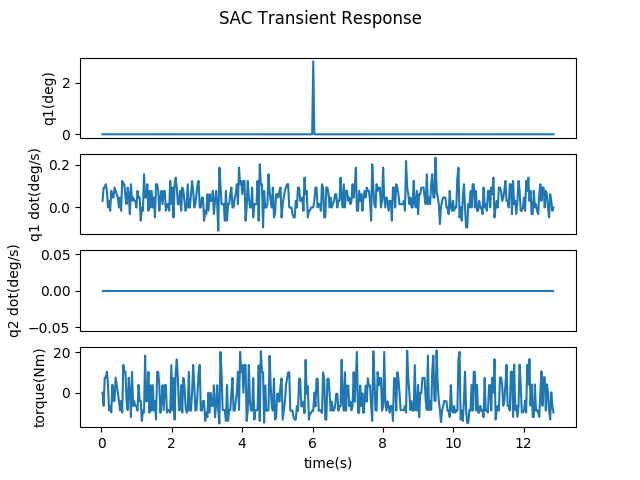 SAC Transient Response
q1(deg)
2
0
q1 dot(deg/s)
0.2
0.0
q2 dot(deg/s)
0.05
0.00
−0.05
torque(Nm)
20
0
0 2 4 6 8 10 12
time(s)